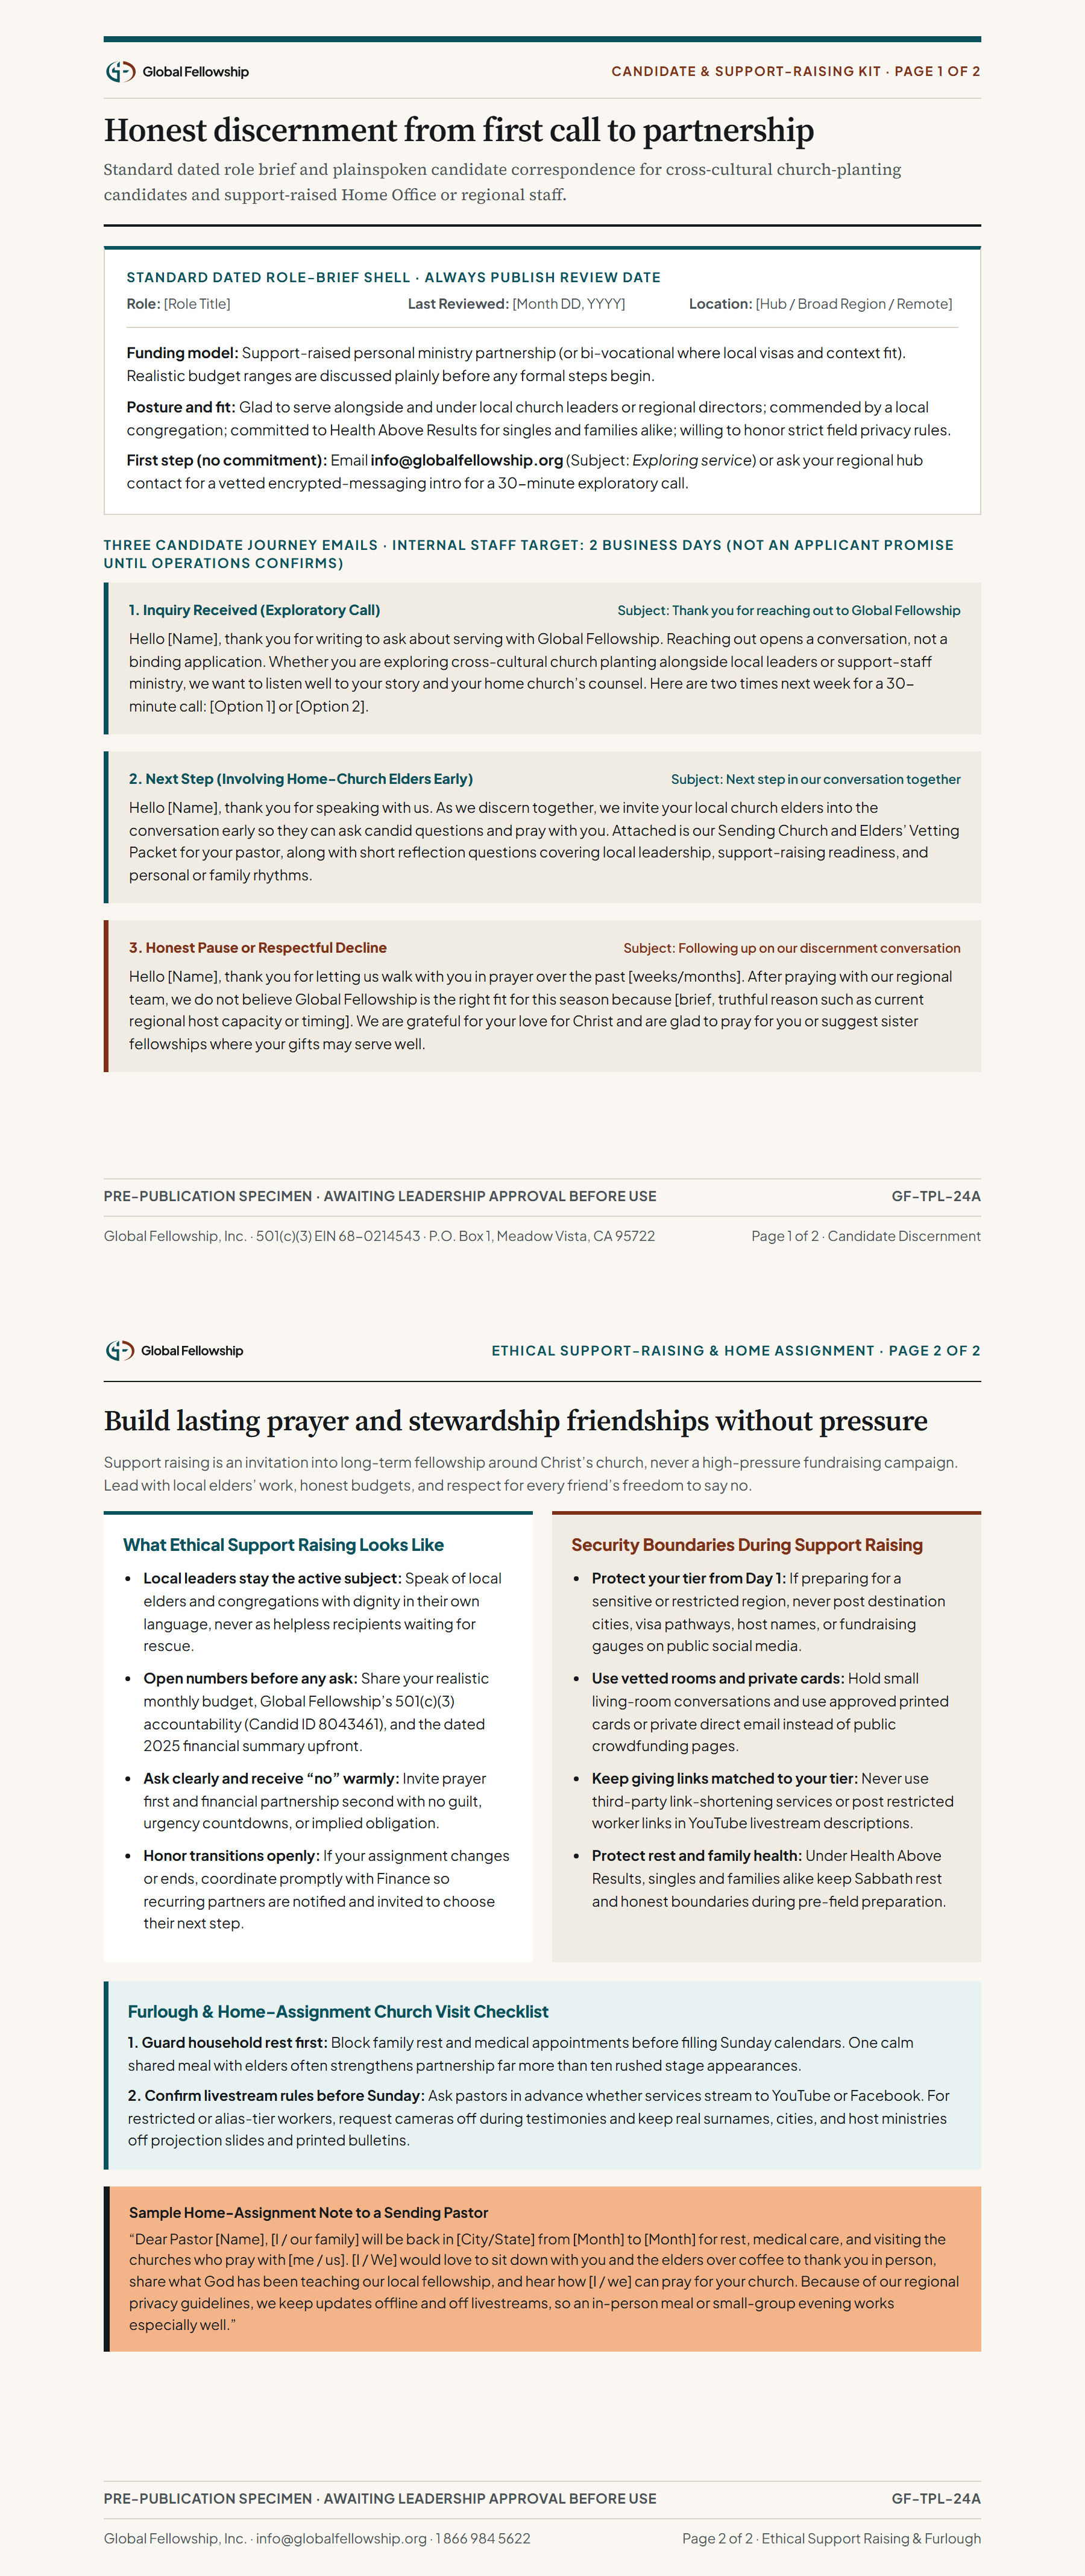 Global Fellowship
CANDIDATE & SUPPORT-RAISING KIT · PAGE 1 OF 2
Honest discernment from first call to partnership
Standard dated role brief and plainspoken candidate correspondence for cross-cultural church-planting
candidates and support-raised Home Office or regional staff.
STANDARD DATED ROLE-BRIEF SHELL · ALWAYS PUBLISH REVIEW DATE
Role: [Role Title]
Last Reviewed: [Month DD, YYYY]
Location: [Hub / Broad Region / Remote]
Funding model: Support-raised personal ministry partnership (or bi-vocational where local visas and context fit).
Realistic budget ranges are discussed plainly before any formal steps begin.
Posture and fit: Glad to serve alongside and under local church leaders or regional directors; commended by a local
congregation; committed to Health Above Results for singles and families alike; willing to honor strict field privacy rules.
First step (no commitment): Email info@globalfellowship.org (Subject: Exploring service) or ask your regional hub
contact for a vetted encrypted-messaging intro for a 30-minute exploratory call.
THREE CANDIDATE JOURNEY EMAILS · INTERNAL STAFF TARGET: 2 BUSINESS DAYS (NOT AN APPLICANT PROMISE
UNTIL OPERATIONS CONFIRMS)
1. Inquiry Received (Exploratory Call)
Subject: Thank you for reaching out to Global Fellowship
Hello [Name], thank you for writing to ask about serving with Global Fellowship. Reaching out opens a conversation, not a
binding application. Whether you are exploring cross-cultural church planting alongside local leaders or support-staff
ministry, we want to listen well to your story and your home church's counsel. Here are two times next week for a 30-
minute call: [Option 1] or [Option 2].
2. Next Step (Involving Home-Church Elders Early)
Subject: Next step in our conversation together
Hello [Name], thank you for speaking with us. As we discern together, we invite your local church elders into the
conversation early so they can ask candid questions and pray with you. Attached is our Sending Church and Elders' Vetting
Packet for your pastor, along with short reflection questions covering local leadership, support-raising readiness, and
personal or family rhythms.
3. Honest Pause or Respectful Decline
Subject: Following up on our discernment conversation
Hello [Name], thank you for letting us walk with you in prayer over the past [weeks/months]. After praying with our regional
team, we do not believe Global Fellowship is the right fit for this season because [brief, truthful reason such as current
regional host capacity or timing]. We are grateful for your love for Christ and are glad to pray for you or suggest sister
fellowships where your gifts may serve well.
PRE-PUBLICATION SPECIMEN · AWAITING LEADERSHIP APPROVAL BEFORE USE
GF-TPL-24A
Global Fellowship, Inc. · 501(c)(3) EIN 68-0214543 · P.O. Box 1, Meadow Vista, CA 95722
Page 1 of 2 · Candidate Discernment
Global Fellowship
ETHICAL SUPPORT-RAISING & HOME ASSIGNMENT · PAGE 2 OF 2
Build lasting prayer and stewardship friendships without pressure
Support raising is an invitation into long-term fellowship around Christ's church, never a high-pressure fundraising campaign.
Lead with local elders' work, honest budgets, and respect for every friend's freedom to say no.
What Ethical Support Raising Looks Like
• Local leaders stay the active subject: Speak of local
elders and congregations with dignity in their own
language, never as helpless recipients waiting for
rescue.
• Open numbers before any ask: Share your realistic
monthly budget, Global Fellowship's 501(c)(3)
accountability (Candid ID 8043461), and the dated
2025 financial summary upfront.
• Ask clearly and receive “no” warmly: Invite prayer
first and financial partnership second with no guilt,
urgency countdowns, or implied obligation.
• Honor transitions openly: If your assignment changes
or ends, coordinate promptly with Finance so
recurring partners are notified and invited to choose
their next step.
Security Boundaries During Support Raising
• Protect your tier from Day 1: If preparing for a
sensitive or restricted region, never post destination
cities, visa pathways, host names, or fundraising
gauges on public social media.
• Use vetted rooms and private cards: Hold small
living-room conversations and use approved printed
cards or private direct email instead of public
crowdfunding pages.
• Keep giving links matched to your tier: Never use
third-party link-shortening services or post restricted
worker links in YouTube livestream descriptions.
• Protect rest and family health: Under Health Above
Results, singles and families alike keep Sabbath rest
and honest boundaries during pre-field preparation.
Furlough & Home-Assignment Church Visit Checklist
1. Guard household rest first: Block family rest and medical appointments before filling Sunday calendars. One calm
shared meal with elders often strengthens partnership far more than ten rushed stage appearances.
2. Confirm livestream rules before Sunday: Ask pastors in advance whether services stream to YouTube or Facebook. For
restricted or alias-tier workers, request cameras off during testimonies and keep real surnames, cities, and host ministries
off projection slides and printed bulletins.
Sample Home-Assignment Note to a Sending Pastor
“Dear Pastor [Name], [I / our family] will be back in [City/State] from [Month] to [Month] for rest, medical care, and visiting the
churches who pray with [me / us]. [I / We] would love to sit down with you and the elders over coffee to thank you in person,
share what God has been teaching our local fellowship, and hear how [I / we] can pray for your church. Because of our regional
privacy guidelines, we keep updates offline and off livestreams, so an in-person meal or small-group evening works
especially well.”
PRE-PUBLICATION SPECIMEN · AWAITING LEADERSHIP APPROVAL BEFORE USE
GF-TPL-24A
Global Fellowship, Inc. · info@globalfellowship.org · 1 866 984 5622
Page 2 of 2 · Ethical Support Raising & Furlough